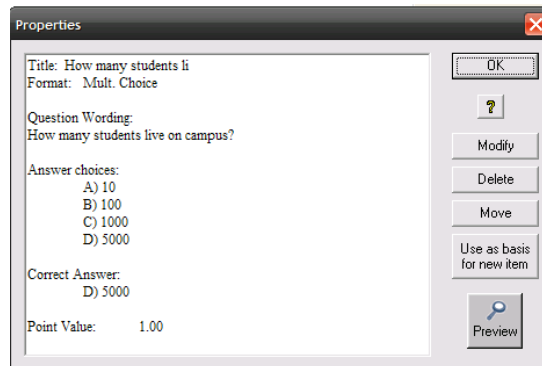 Properties
Title: How many students li
Format: Mult. Choice
Question Wording:
How many students live on campus?
Answer choices:
A) 10
B) 100
C) 1000
D) 5000
Correct Answer:
D) 5000
Point Value: 1.00
OK
?
Modify
Delete
Move
Use as basis
for new item
Preview